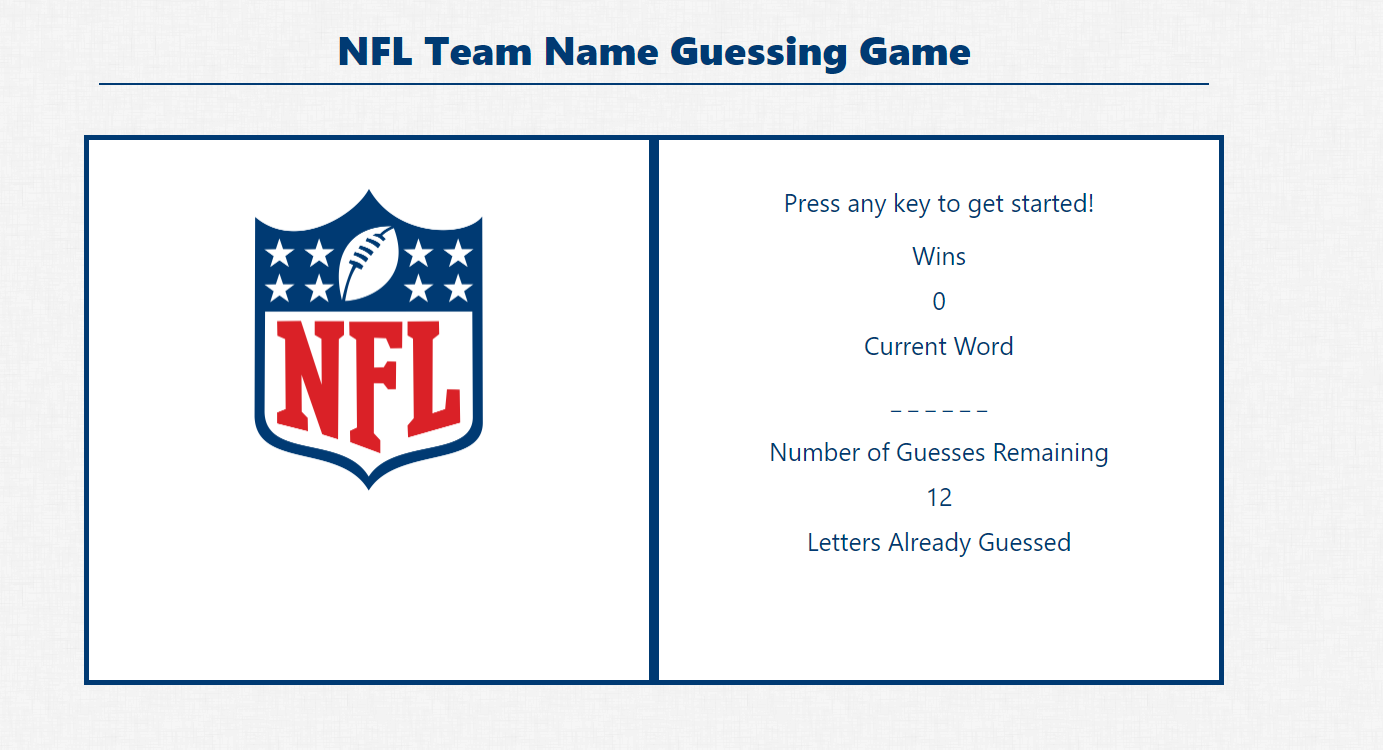 NFL Team Name Guessing Game
NFL
Press any key to get started!
Wins
0
Current Word
_ _ _ _ _ _
Number of Guesses Remaining
12
Letters Already Guessed